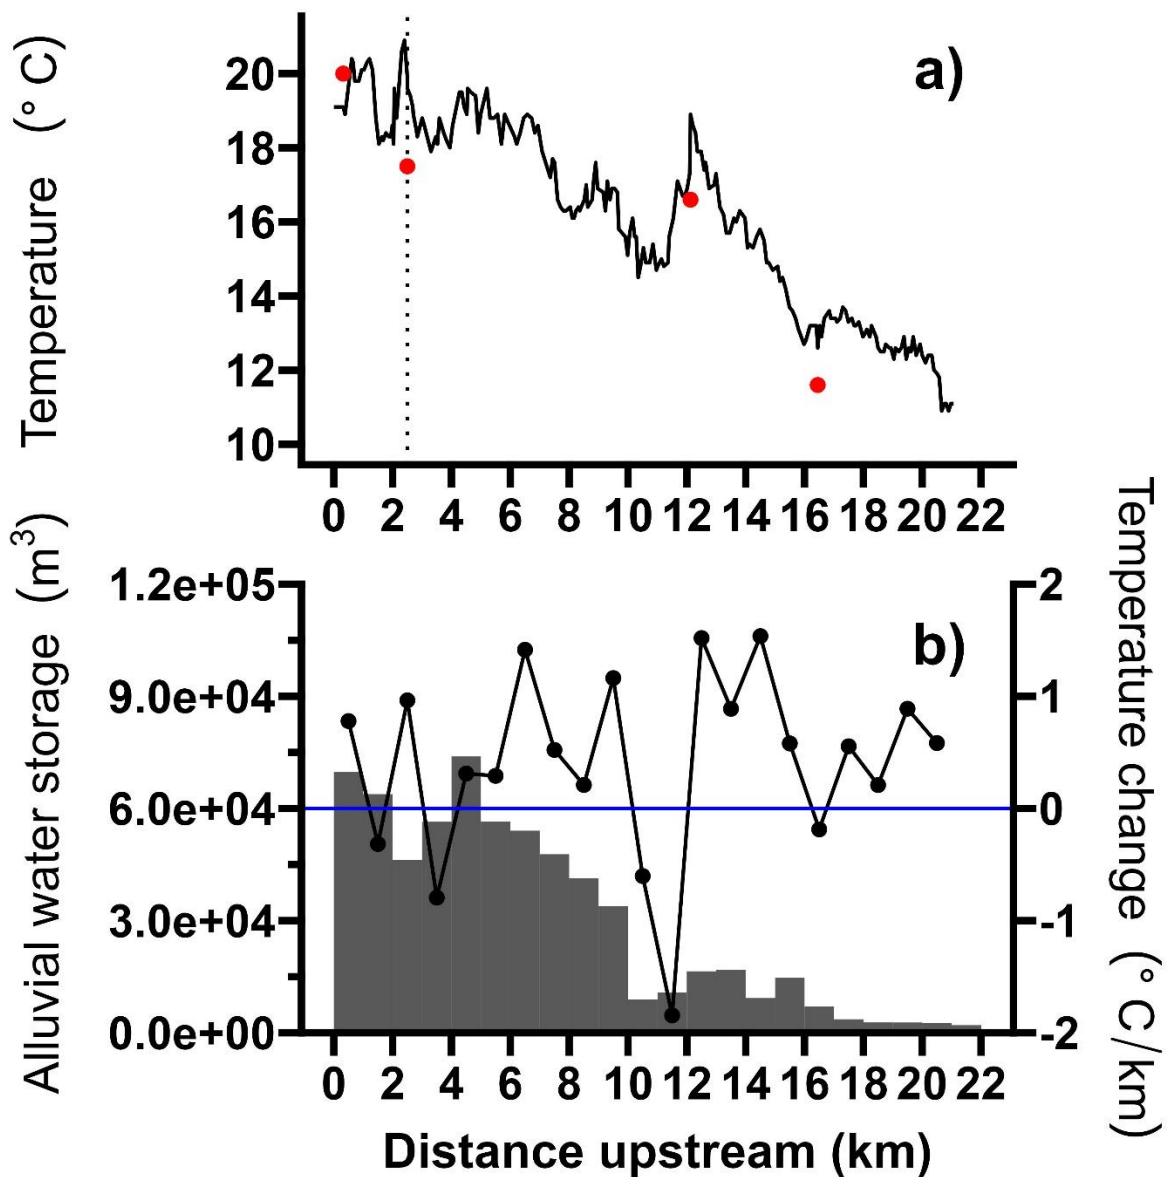 a)
Temperature (° C)
20
18
16
14
12
10
0 2 4 6 8 10 12 14 16 18 20 22
b)
Alluvial water storage (m³)
1.2e+05
9.0e+04
6.0e+04
3.0e+04
0.0e+00
2
1
0
-1
-2
Temperature change (° C/km)
0 2 4 6 8 10 12 14 16 18 20 22
Distance upstream (km)